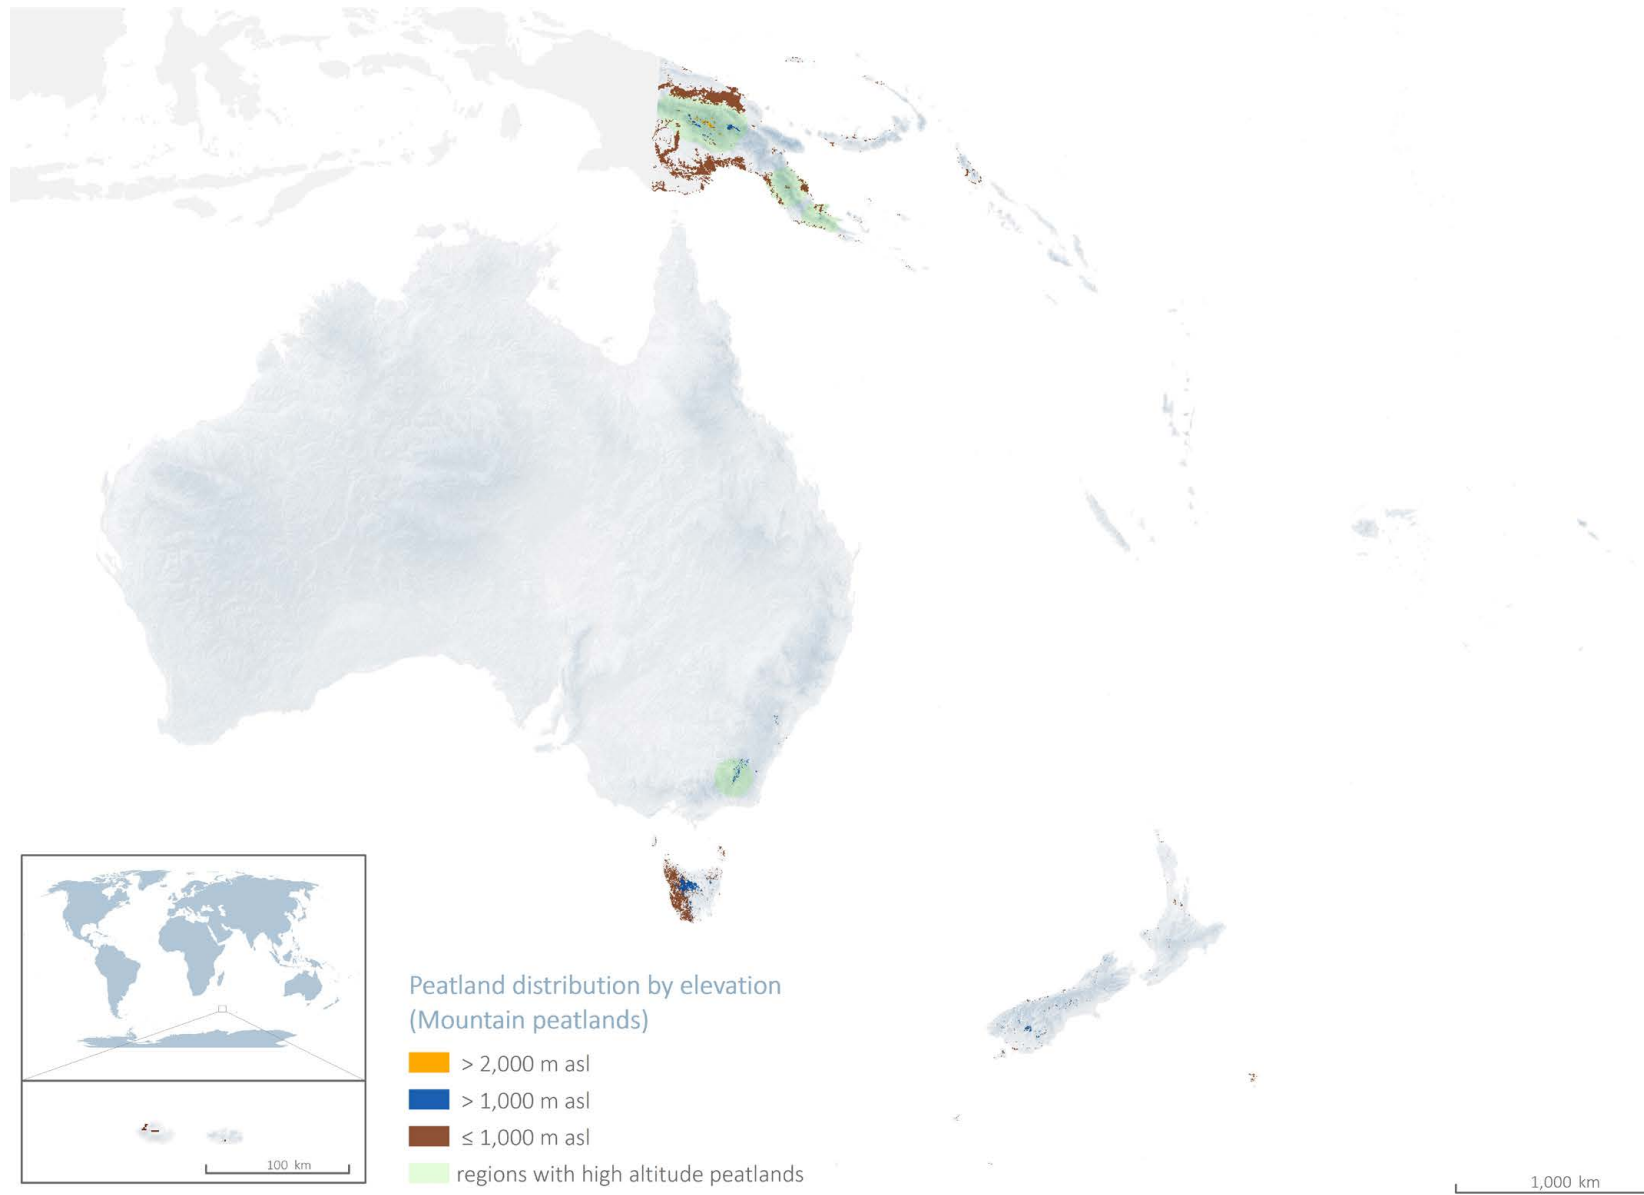 Peatland distribution by elevation
(Mountain peatlands)
> 2,000 m asl
> 1,000 m asl
≤ 1,000 m asl
regions with high altitude peatlands
100 km
1,000 km